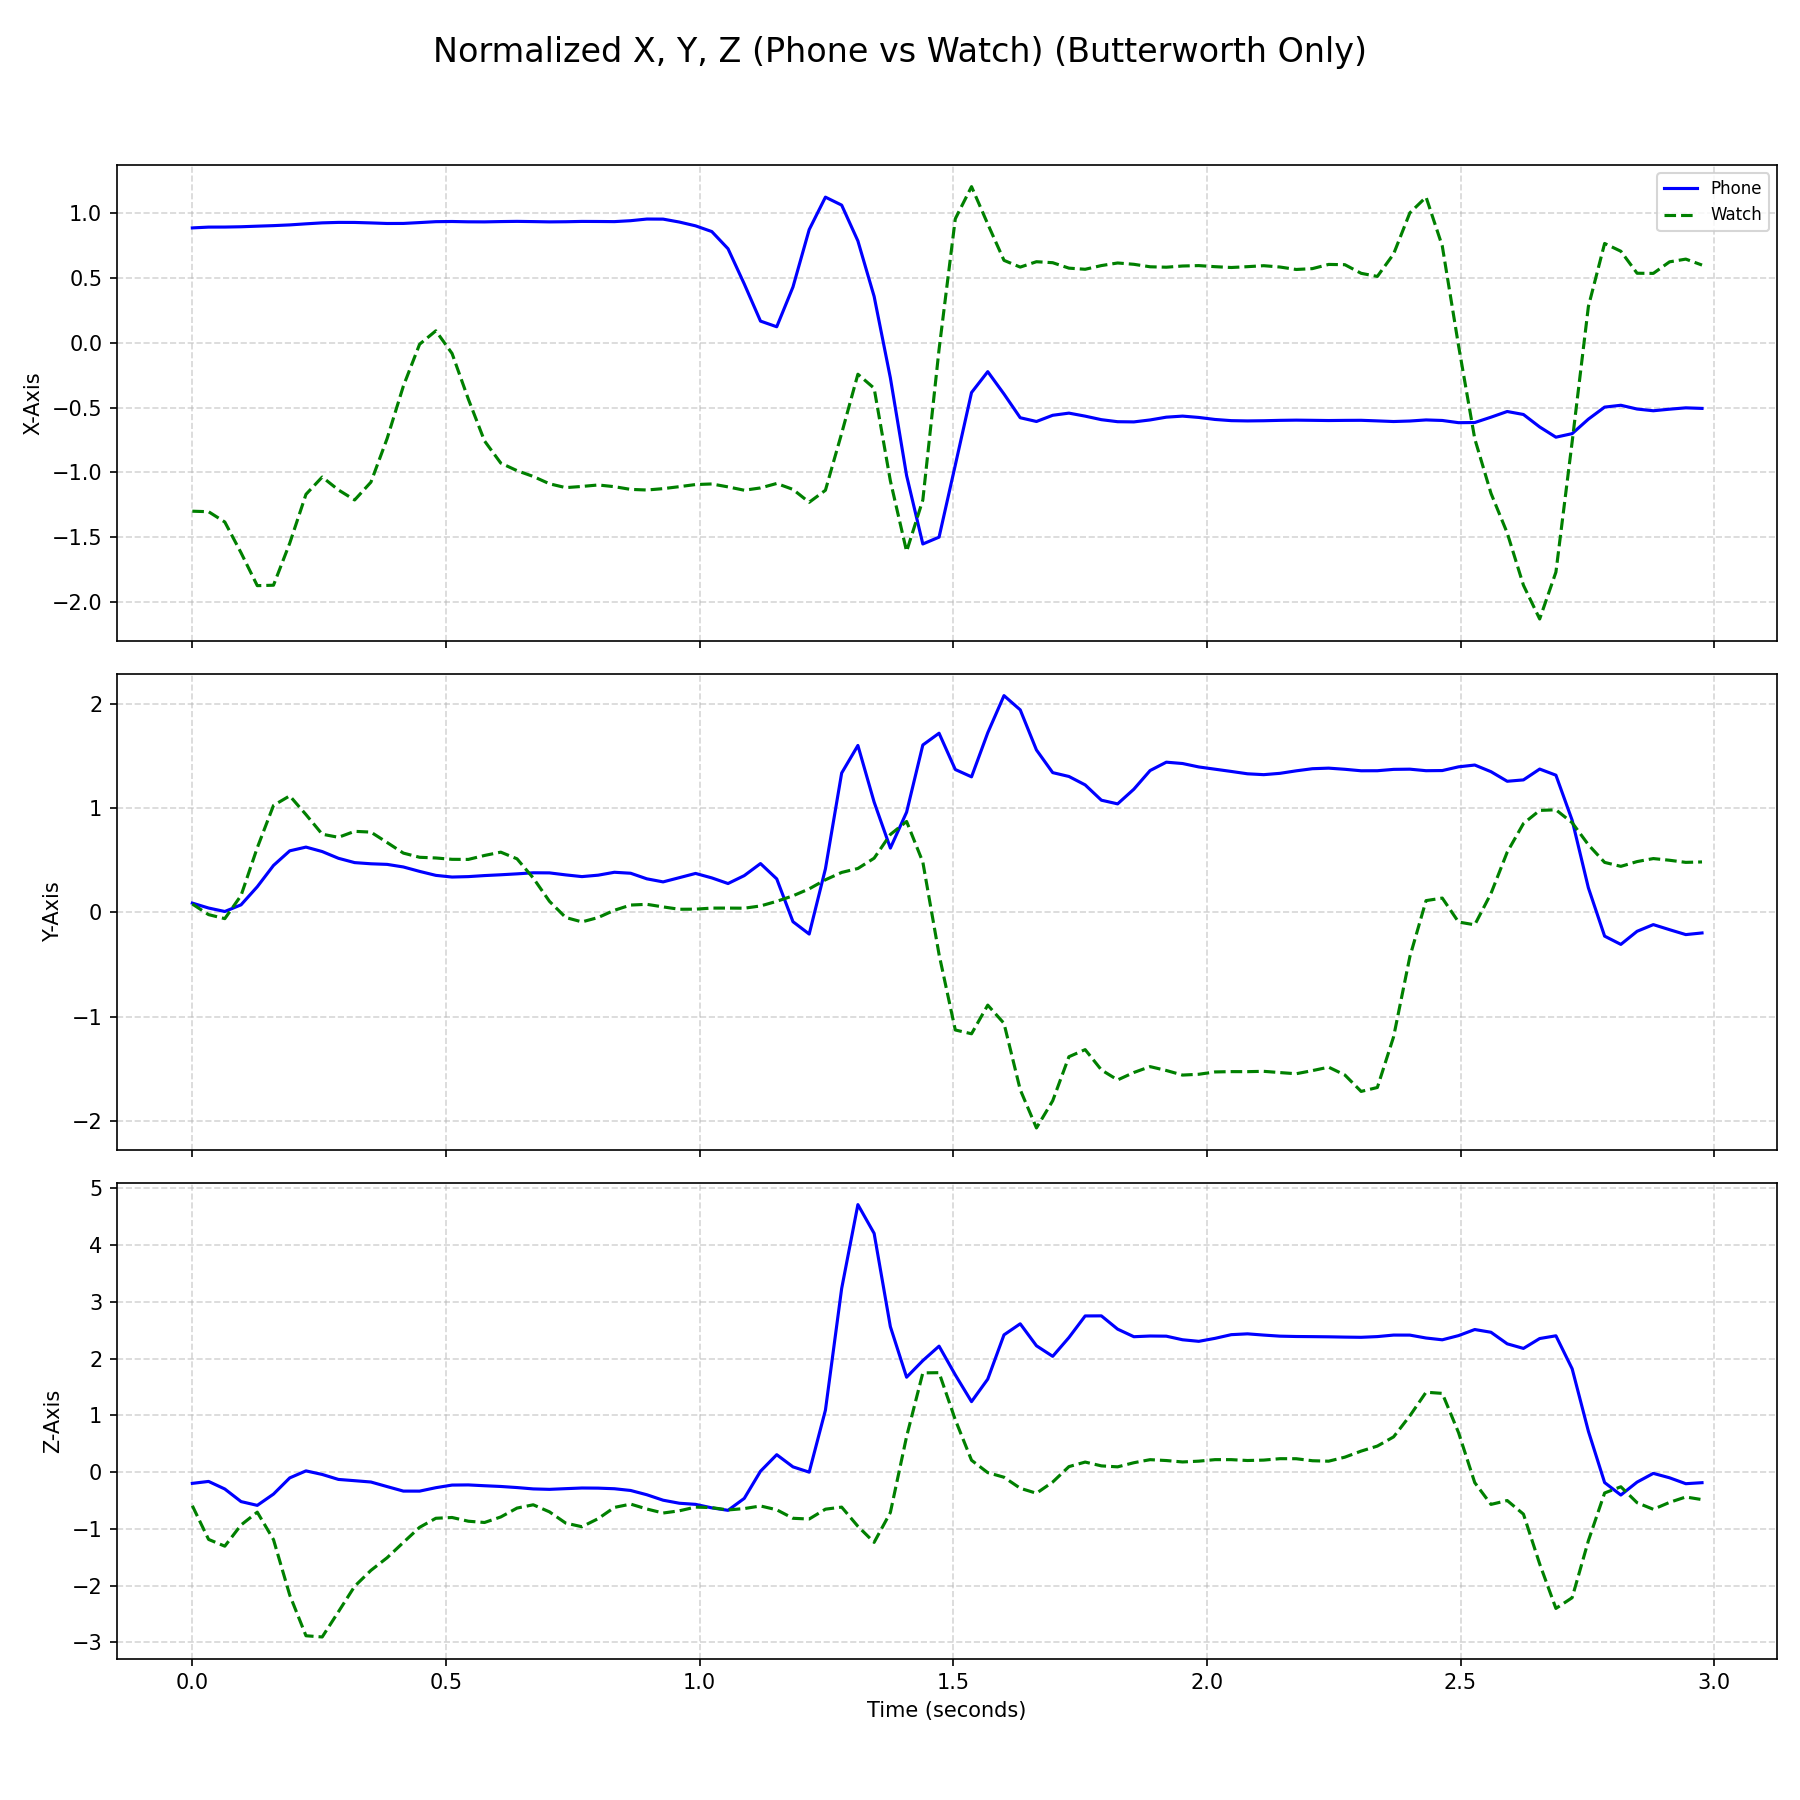 Normalized X, Y, Z (Phone vs Watch) (Butterworth Only)
Phone
Watch
1.0
0.5
0.0
−0.5
−1.0
−1.5
−2.0
X-Axis
2
1
0
−1
−2
Y-Axis
5
4
3
2
1
0
−1
−2
−3
Z-Axis
0.0 0.5 1.0 1.5 2.0 2.5 3.0
Time (seconds)